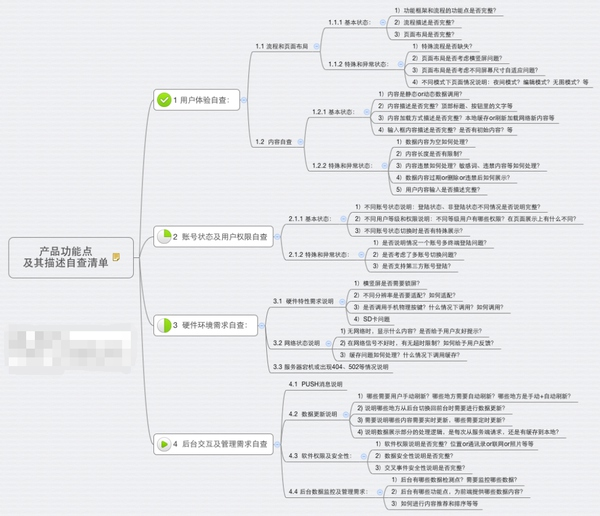 产品功能点
及其描述自查清单
1 用户体验自查：
1.1 流程和页面布局
1.1.1 基本状态：
1）功能框架和流程的功能点是否完整?
2）流程描述是否完整?
3）页面布局是否完整?
1.1.2 特殊和异常状态：
1）特殊流程是否缺失?
2）页面布局是否考虑横竖屏问题?
3）页面布局是否考虑不同屏幕尺寸自适应问题?
4）不同模式下页面情况说明：夜间模式? 编辑模式? 无图模式? 等
1.2 内容自查
1.2.1 基本状态：
1）内容是静态or动态数据调用?
2）内容描述是否完整? 顶部标题、按钮里的文字等
3）内容加载方式描述是否完整? 本地缓存or刷新加载网络新内容等
4）输入框内容描述是否完整? 是否有初始内容? 等
1.2.2 特殊和异常状态：
1）数据内容为空如何处理?
2）内容长度是否有限制?
3）内容违禁如何处理? 敏感词、违禁内容等如何处理?
4）数据内容过期or删除or违禁后如何展示?
5）用户内容输入是否描述完整?
2 账号状态及用户权限自查
2.1.1 基本状态：
1）不同账号状态说明：登陆状态、非登陆状态不同情况是否说明完整?
2）不同用户等级和权限说明：不同等级用户有哪些权限? 在页面展示上有什么不同?
3）不同账号状态切换时是否有特殊展示?
2.1.2 特殊和异常状态：
1）是否说明情况一个账号多终端登陆问题?
2）是否考虑了多账号切换问题?
3）是否支持第三方账号登陆?
3 硬件环境需求自查：
3.1 硬件特性需求说明
1）横竖屏是否需要锁屏?
2）不同分辨率是否要适配? 如何适配?
3）是否调用手机物理按键? 什么情况下调用? 如何调用?
4）SD卡问题
3.2 网络状态说明
1) 无网络时，显示什么内容? 是否给于用户友好提示?
2) 在网络信号不好时，有无超时限制? 如何给予用户反馈?
3）缓存问题如何处理? 什么情况下调用缓存?
3.3 服务器宕机或出现404、502等情况说明
4 后台交互及管理需求自查
4.1 PUSH消息说明
4.2 数据更新说明
1）哪些需要用户手动刷新? 哪些地方需要自动刷新? 哪些地方是手动+自动刷新?
2) 说明哪些地方从后台切换回前台时需要进行数据更新?
3) 需要说明哪些内容需要实时更新，哪些需要定时更新?
4) 说明数据展示部分的处理逻辑，是每次从服务端请求，还是有缓存到本地?
4.3 软件权限及安全性：
1）软件权限说明是否完整? 位置or通讯录or联网or照片等等
2）数据安全性说明是否完整?
3）交叉事件安全性说明是否完整?
4.4 后台数据监控及管理需求：
1）后台有哪些数据检测点? 需要监控哪些数据?
2）后台有哪些功能点，为前端提供哪些数据内容?
3）如何进行内容推荐和排序等等